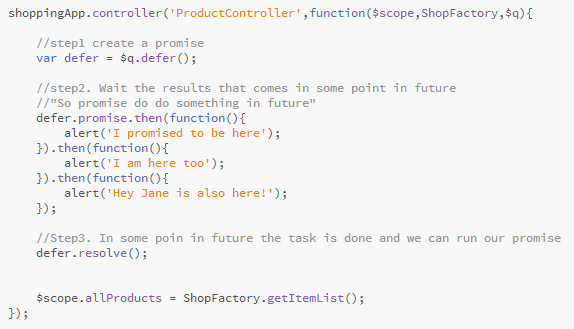 shoppingApp.controller('ProductController',function($scope,ShopFactory,$q){
//step1 create a promise
var defer = $q.defer();
//step2. Wait the results that comes in some point in future
//"So promise do do something in future"
defer.promise.then(function(){
alert('I promised to be here');
}).then(function(){
alert('I am here too');
}).then(function(){
alert('Hey Jane is also here!');
});
//Step3. In some poin in future the task is done and we can run our promise
defer.resolve();
$scope.allProducts = ShopFactory.getItemList();
});